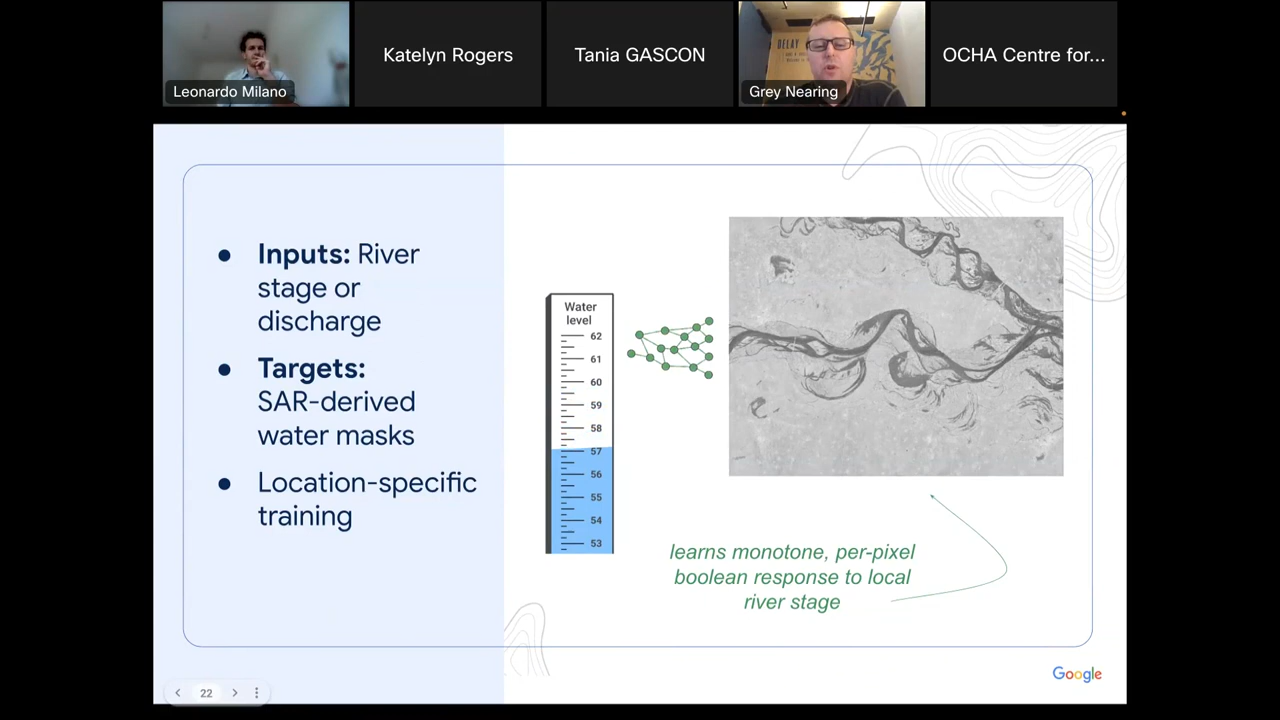 Leonardo Milano
Katelyn Rogers
Tania GASCON
DELAY
Grey Nearing
OCHA Centre for...
● Inputs: River
stage or
discharge
● Targets:
SAR-derived
water masks
● Location-specific
training
Water
level
62
61
60
59
58
57
56
55
54
53
learns monotone, per-pixel
boolean response to local
river stage
22
Google